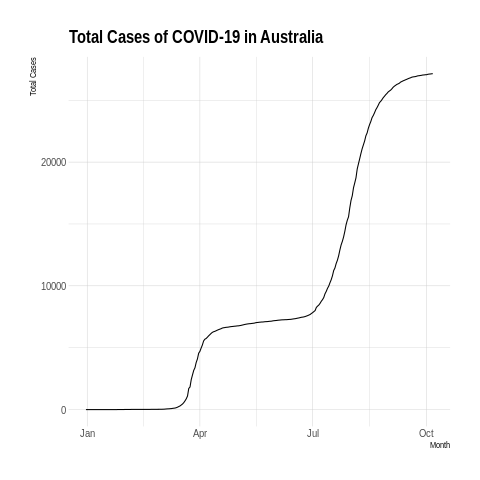 Total Cases of COVID-19 in Australia
Total Cases
20000
10000
0
Jan Apr Jul Oct
Month